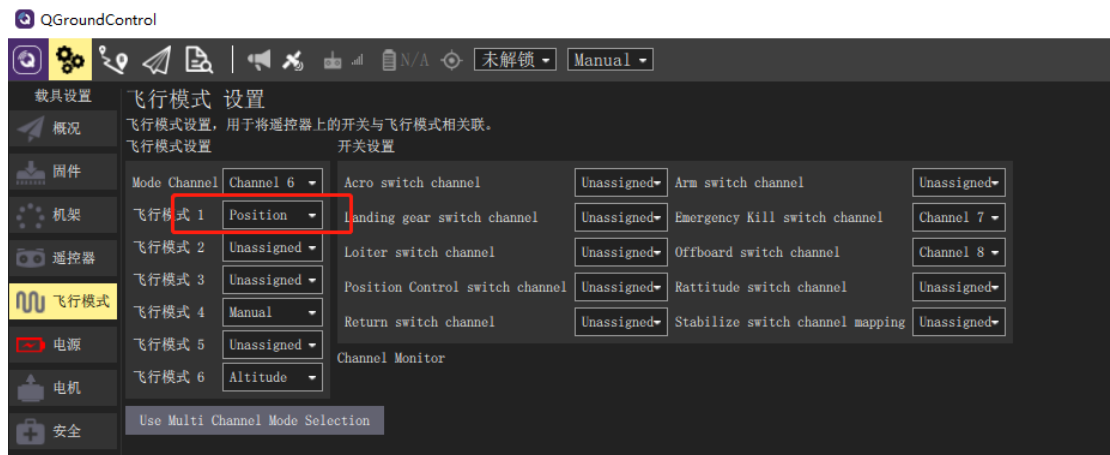 QGroundControl
N/A 未解锁 Manual
载具设置
概况
固件
机架
遥控器
飞行模式
电源
电机
安全
飞行模式 设置
飞行模式设置，用于将遥控器上的开关与飞行模式相关联。
飞行模式设置
Mode Channel Channel 6
飞行模式 1 Position
飞行模式 2 Unassigned
飞行模式 3 Unassigned
飞行模式 4 Manual
飞行模式 5 Unassigned
飞行模式 6 Altitude
Use Multi Channel Mode Selection
开关设置
Acro switch channel Unassigned Arm switch channel Unassigned
Landing gear switch channel Unassigned Emergency Kill switch channel Channel 7
Loiter switch channel Unassigned Offboard switch channel Channel 8
Position Control switch channel Unassigned Rattitude switch channel Unassigned
Return switch channel Unassigned Stabilize switch channel mapping Unassigned
Channel Monitor